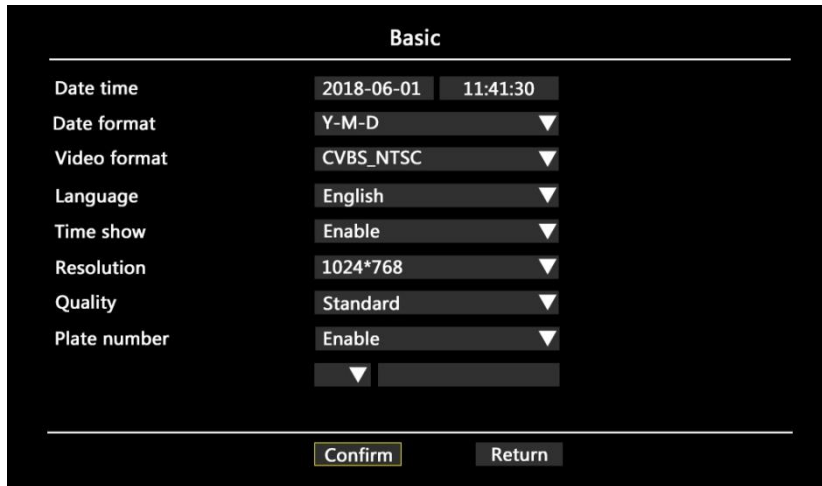 Basic
Date time 2018-06-01 11:41:30
Date format Y-M-D
Video format CVBS_NTSC
Language English
Time show Enable
Resolution 1024*768
Quality Standard
Plate number Enable
Confirm Return